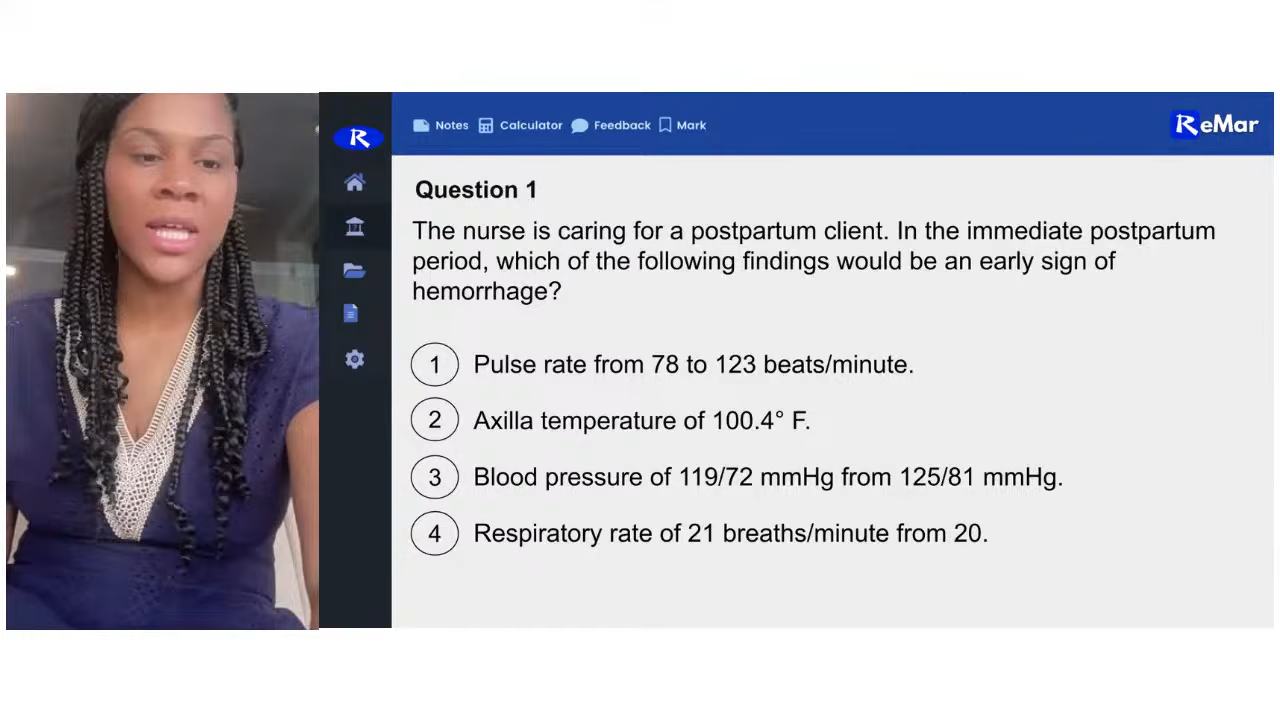 R
Notes
Calculator
Feedback
Mark
ReMar
Question 1
The nurse is caring for a postpartum client. In the immediate postpartum
period, which of the following findings would be an early sign of
hemorrhage?
1 Pulse rate from 78 to 123 beats/minute.
2 Axilla temperature of 100.4° F.
3 Blood pressure of 119/72 mmHg from 125/81 mmHg.
4 Respiratory rate of 21 breaths/minute from 20.